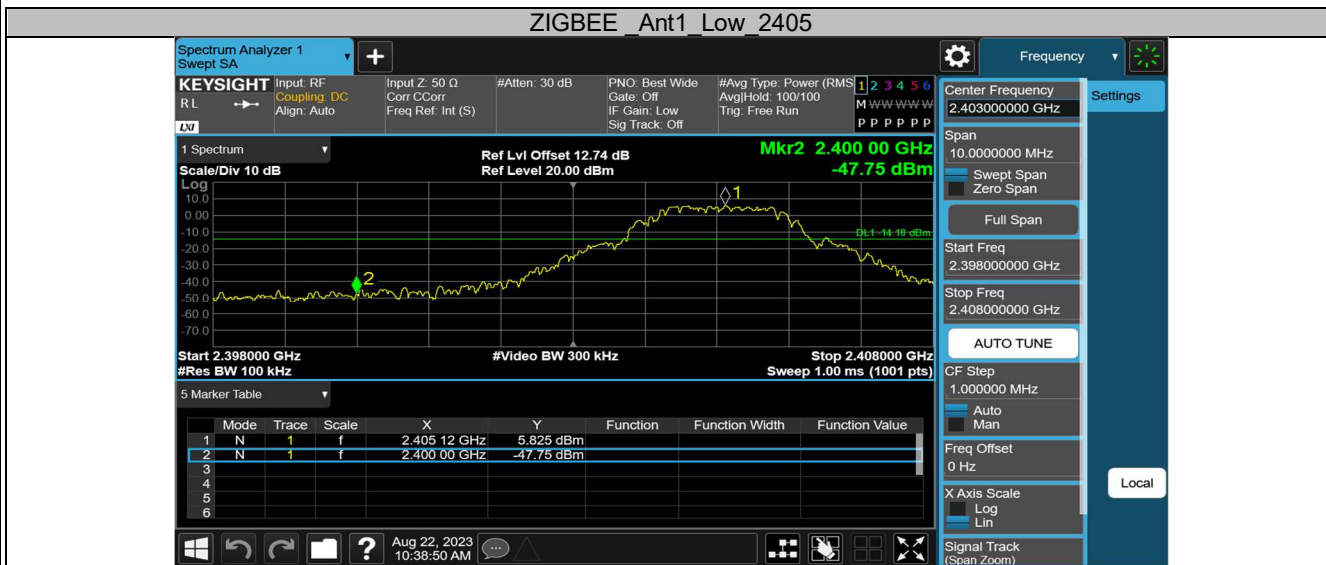 ZIGBEE _Ant1_Low_2405
Spectrum Analyzer 1
Swept SA
Frequency
KEYSIGHT
RL
LXI
Input: RF
Coupling: DC
Align: Auto
Input Z: 50 Ω
Corr CCorr
Freq Ref: Int (S)
#Atten: 30 dB
PNO: Best Wide
Gate: Off
IF Gain: Low
Sig Track: Off
#Avg Type: Power (RMS
Avg|Hold: 100/100
Trig: Free Run
1 2 3 4 5 6
M W W W W W
P P P P P P
1 Spectrum
Scale/Div 10 dB
Ref Lvl Offset 12.74 dB
Ref Level 20.00 dBm
Mkr2 2.400 00 GHz
-47.75 dBm
Log
10.0
0.00
-10.0
-20.0
-30.0
-40.0
-50.0
-60.0
-70.0
1
2
DL1 -14.18 dBm
Start 2.398000 GHz
#Res BW 100 kHz
#Video BW 300 kHz
Stop 2.408000 GHz
Sweep 1.00 ms (1001 pts)
5 Marker Table
Mode Trace Scale X Y Function Function Width Function Value
1 N 1 f 2.405 12 GHz 5.825 dBm
2 N 1 f 2.400 00 GHz -47.75 dBm
3
4
5
6
Aug 22, 2023
10:38:50 AM
Center Frequency
2.403000000 GHz
Span
10.0000000 MHz
Swept Span
Zero Span
Full Span
Start Freq
2.398000000 GHz
Stop Freq
2.408000000 GHz
AUTO TUNE
CF Step
1.000000 MHz
Auto
Man
Freq Offset
0 Hz
X Axis Scale
Log
Lin
Signal Track
(Span Zoom)
Settings
Local